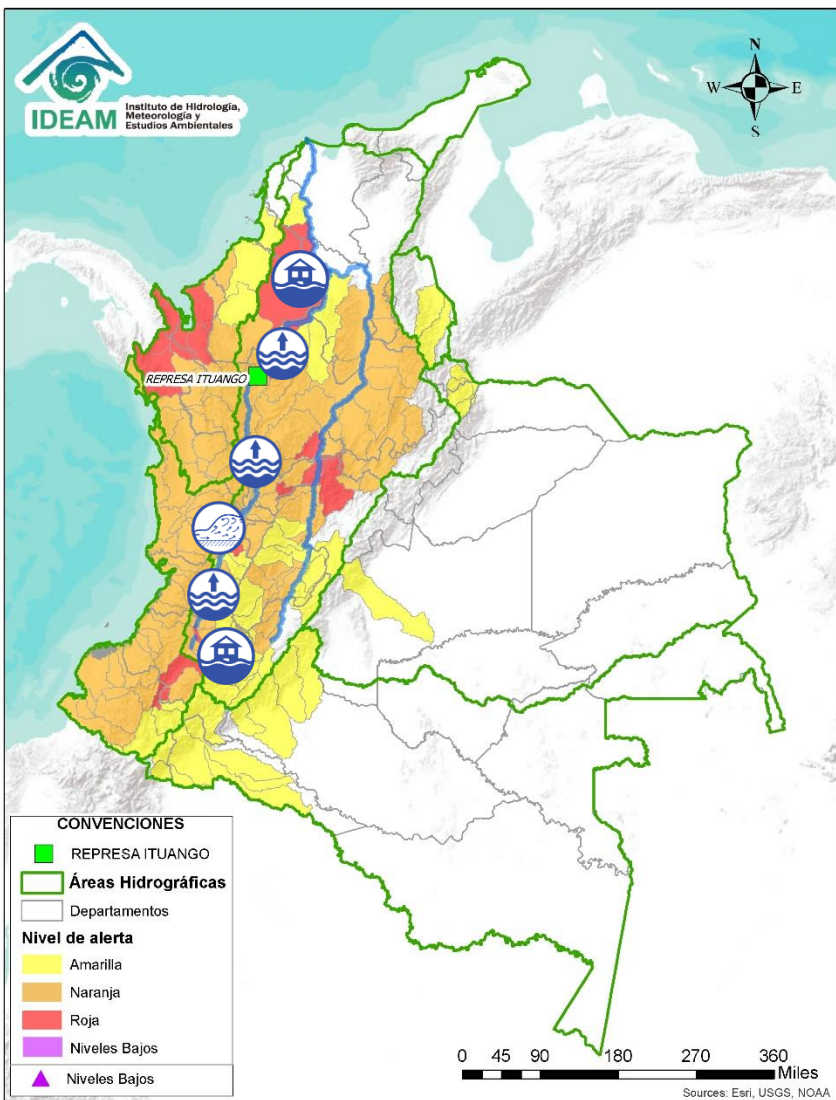 IDEAM
Instituto de Hidrología,
Meteorología y
Estudios Ambientales
N
W E
S
REPRESA ITUANGO
CONVENCIONES
REPRESA ITUANGO
Áreas Hidrográficas
Departamentos
Nivel de alerta
Amarilla
Naranja
Roja
Niveles Bajos
Niveles Bajos
0 45 90 180 270 360
Miles
Sources: Esri, USGS, NOAA